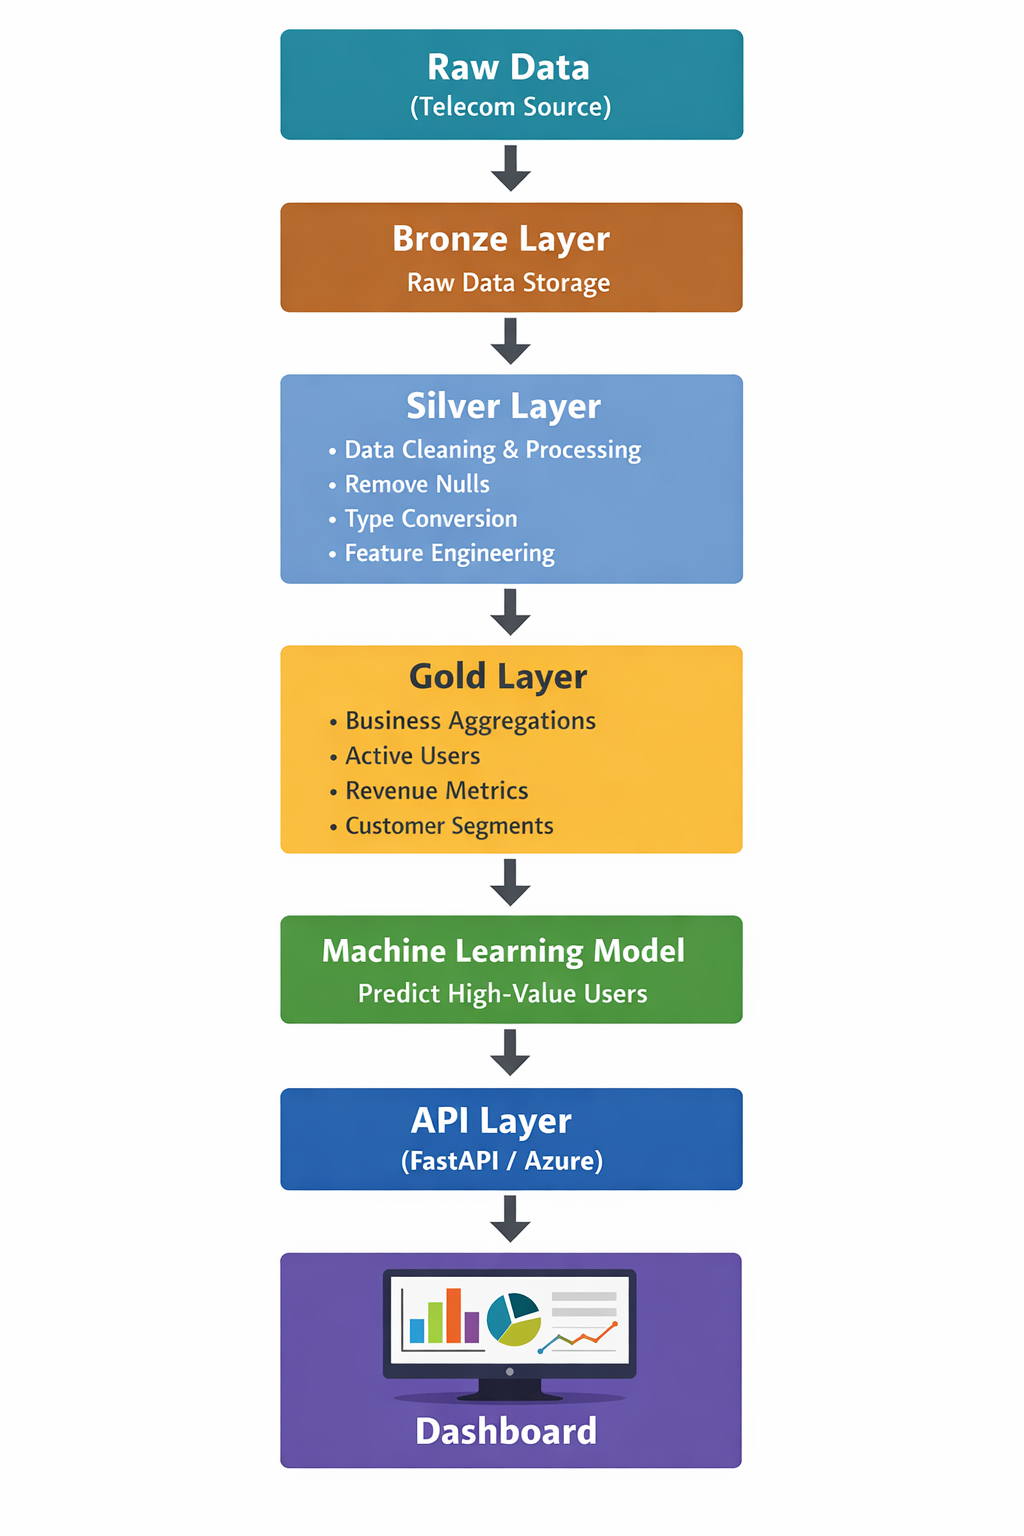 Raw Data
(Telecom Source)
Bronze Layer
Raw Data Storage
Silver Layer
• Data Cleaning & Processing
• Remove Nulls
• Type Conversion
• Feature Engineering
Gold Layer
• Business Aggregations
• Active Users
• Revenue Metrics
• Customer Segments
Machine Learning Model
Predict High-Value Users
API Layer
(FastAPI / Azure)
Dashboard